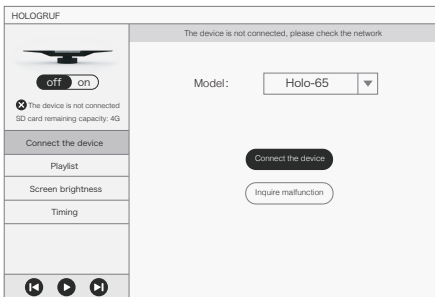 HOLOGRUF
The device is not connected, please check the network
off on
The device is not connected
SD card remaining capacity: 4G
Connect the device
Playlist
Screen brightness
Timing
Model:
Holo-65
Connect the device
Inquire malfunction